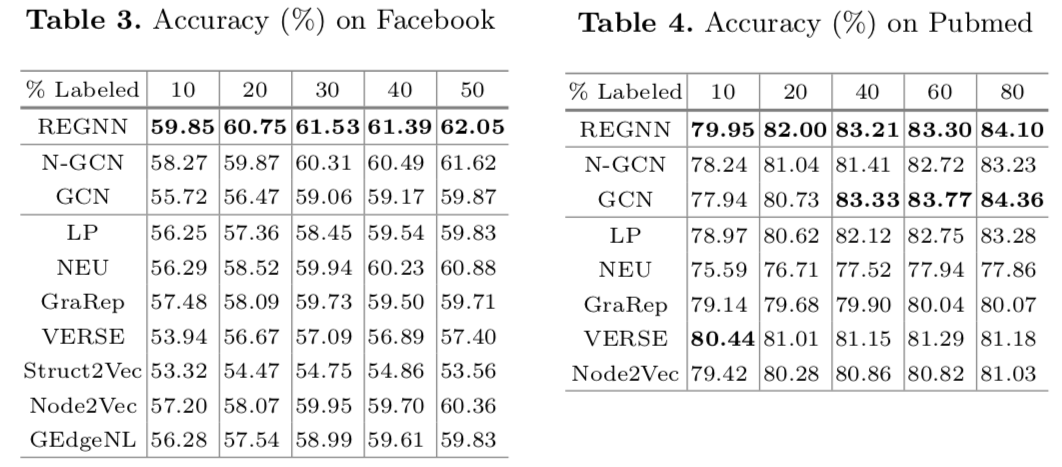 Table 3. Accuracy (%) on Facebook
% Labeled 10 20 30 40 50
REGNN 59.85 60.75 61.53 61.39 62.05
N-GCN 58.27 59.87 60.31 60.49 61.62
GCN 55.72 56.47 59.06 59.17 59.87
LP 56.25 57.36 58.45 59.54 59.83
NEU 56.29 58.52 59.94 60.23 60.88
GraRep 57.48 58.09 59.73 59.50 59.71
VERSE 53.94 56.67 57.09 56.89 57.40
Struct2Vec 53.32 54.47 54.75 54.86 53.56
Node2Vec 57.20 58.07 59.95 59.70 60.36
GEdgeNL 56.28 57.54 58.99 59.61 59.83
Table 4. Accuracy (%) on Pubmed
% Labeled 10 20 40 60 80
REGNN 79.95 82.00 83.21 83.30 84.10
N-GCN 78.24 81.04 81.41 82.72 83.23
GCN 77.94 80.73 83.33 83.77 84.36
LP 78.97 80.62 82.12 82.75 83.28
NEU 75.59 76.71 77.52 77.94 77.86
GraRep 79.14 79.68 79.90 80.04 80.07
VERSE 80.44 81.01 81.15 81.29 81.18
Node2Vec 79.42 80.28 80.86 80.82 81.03